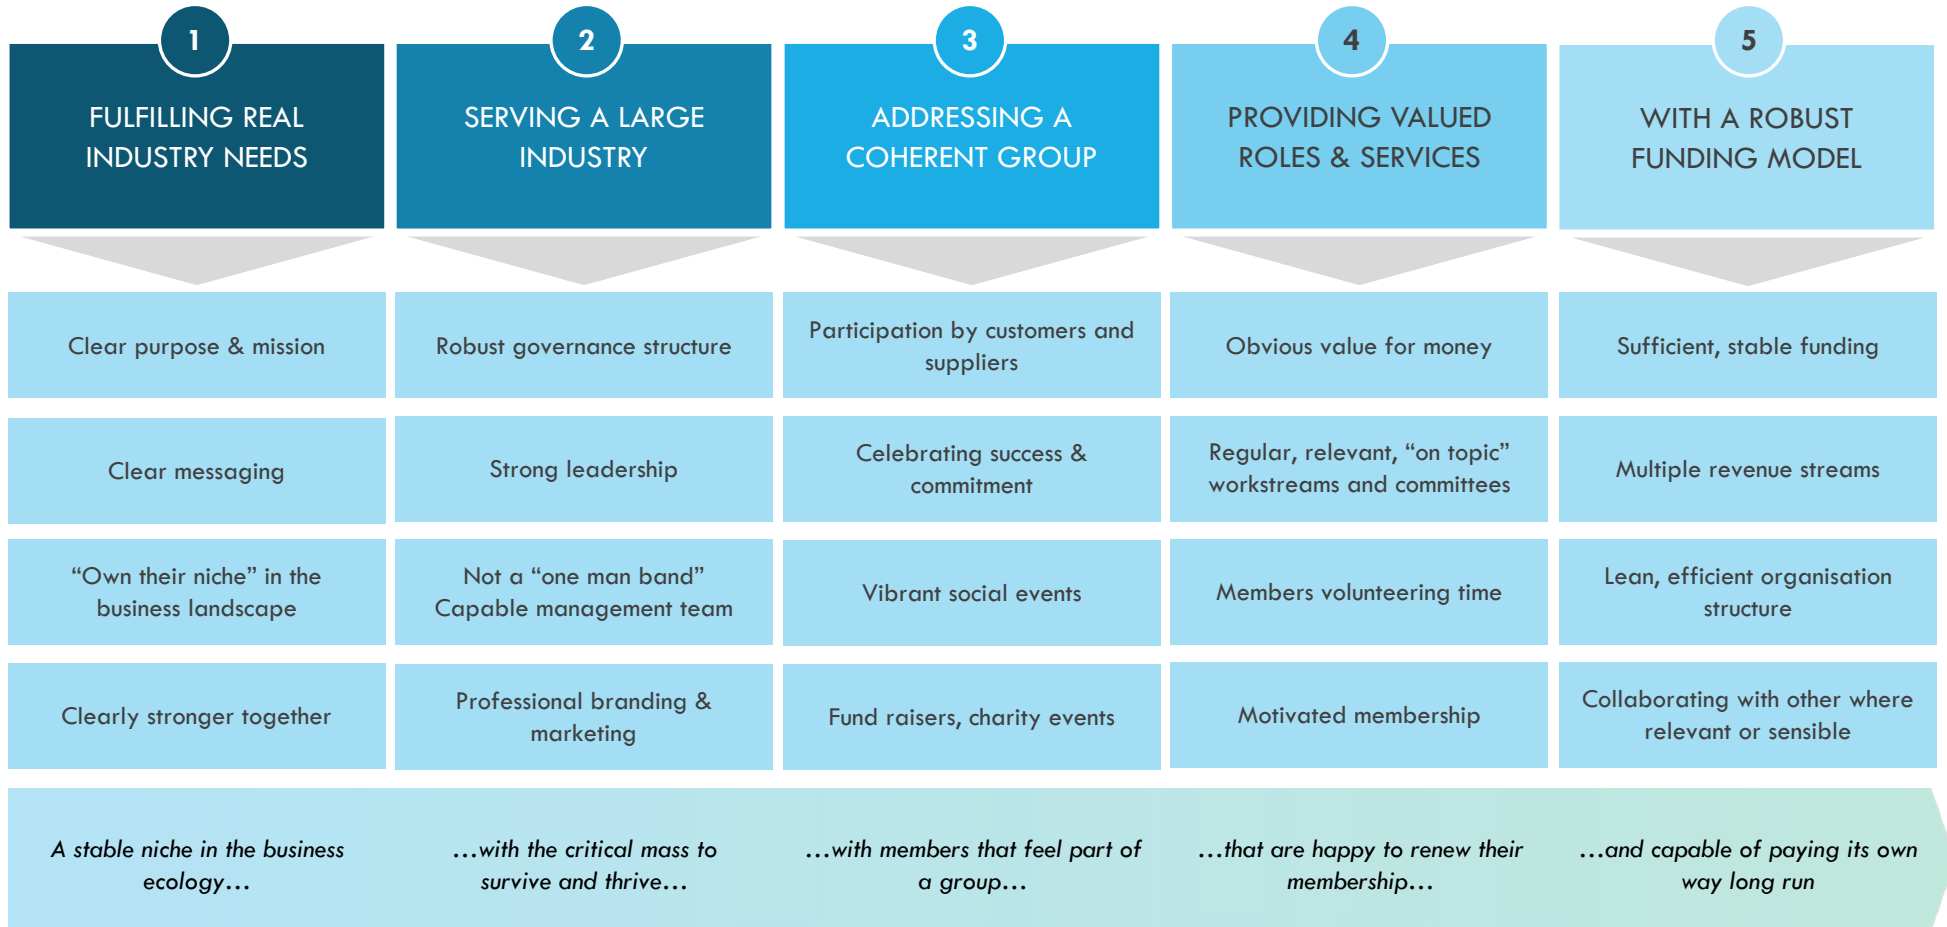 1
FULFILLING REAL
INDUSTRY NEEDS
Clear purpose & mission
Clear messaging
“Own their niche” in the
business landscape
Clearly stronger together
A stable niche in the business
ecology…
2
SERVING A LARGE
INDUSTRY
Robust governance structure
Strong leadership
Not a “one man band”
Capable management team
Professional branding &
marketing
…with the critical mass to
survive and thrive…
3
ADDRESSING A
COHERENT GROUP
Participation by customers and
suppliers
Celebrating success &
commitment
Vibrant social events
Fund raisers, charity events
…with members that feel part of
a group…
4
PROVIDING VALUED
ROLES & SERVICES
Obvious value for money
Regular, relevant, “on topic”
workstreams and committees
Members volunteering time
Motivated membership
…that are happy to renew their
membership…
5
WITH A ROBUST
FUNDING MODEL
Sufficient, stable funding
Multiple revenue streams
Lean, efficient organisation
structure
Collaborating with other where
relevant or sensible
…and capable of paying its own
way long run